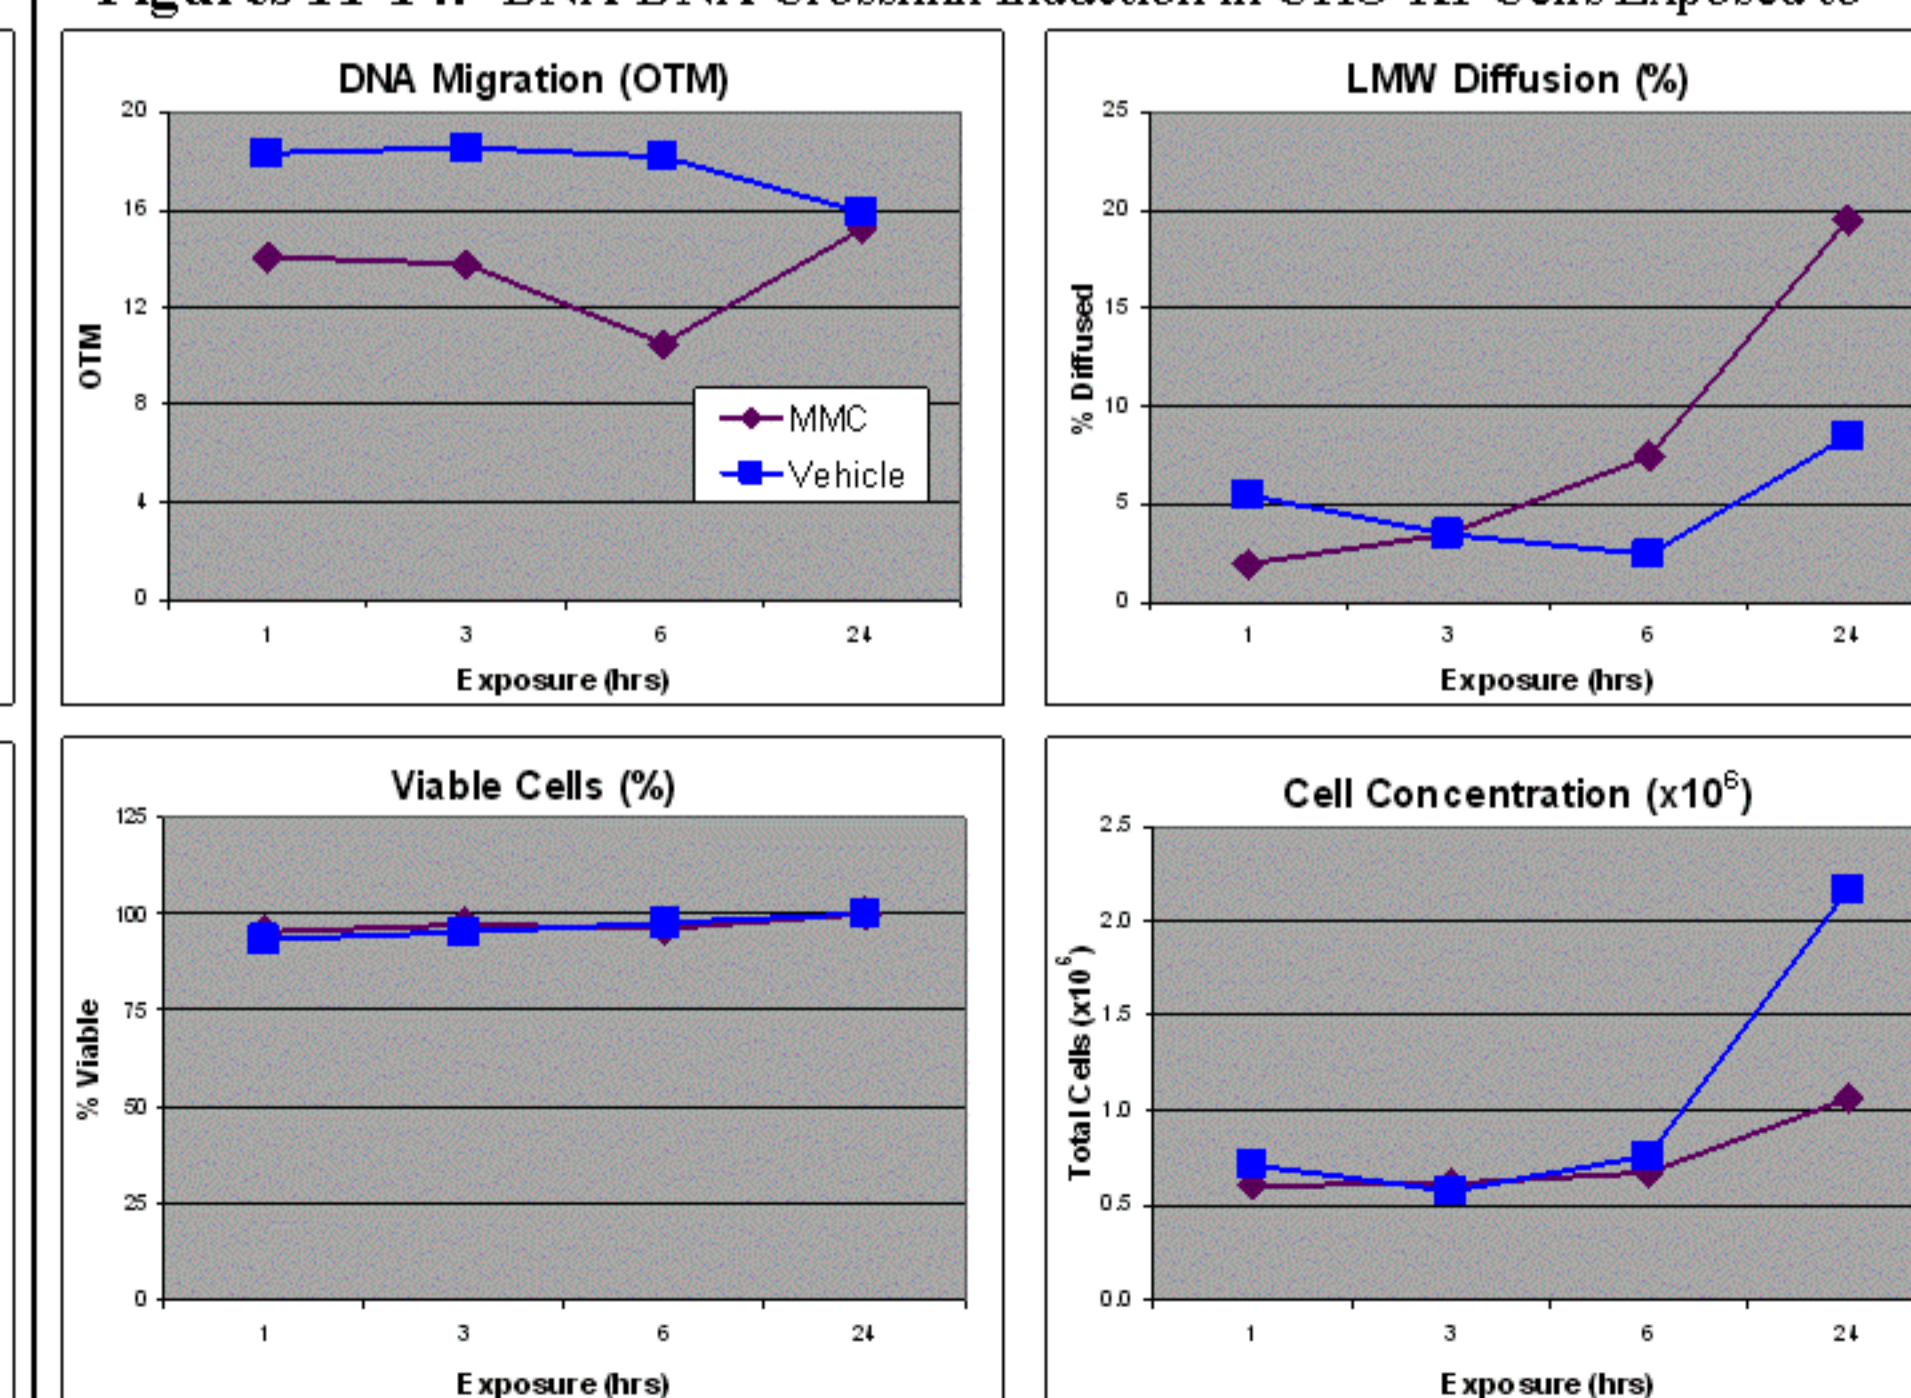 DNA Migration (OTM)
20
16
12
8
4
0
OTM
MMC
Vehicle
1 3 6 24
Exposure (hrs)
LMW Diffusion (%)
25
20
15
10
5
0
% Diffused
1 3 6 24
Exposure (hrs)
Viable Cells (%)
125
100
75
50
25
0
% Viable
1 3 6 24
Exposure (hrs)
Cell Concentration (x10⁶)
2.5
2.0
1.5
1.0
0.5
0.0
Total Cells (x10⁶)
1 3 6 24
Exposure (hrs)